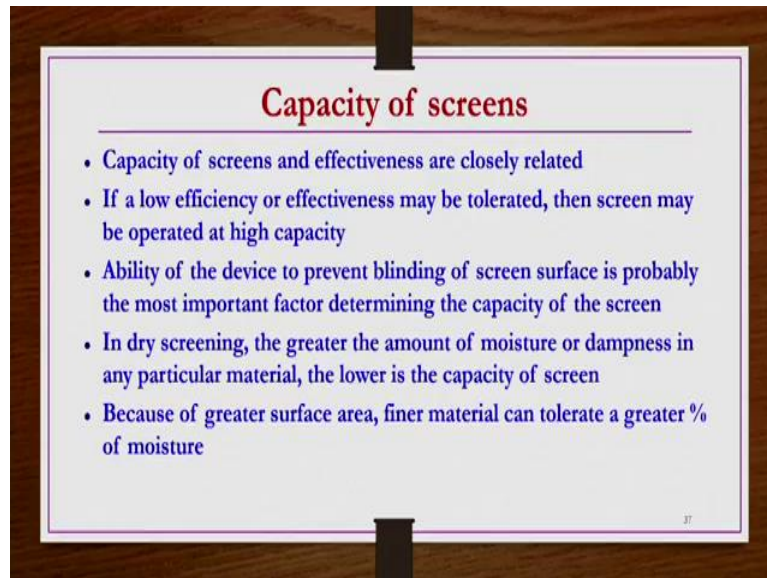 Capacity of screens
• Capacity of screens and effectiveness are closely related
• If a low efficiency or effectiveness may be tolerated, then screen may
be operated at high capacity
• Ability of the device to prevent blinding of screen surface is probably
the most important factor determining the capacity of the screen
• In dry screening, the greater the amount of moisture or dampness in
any particular material, the lower is the capacity of screen
• Because of greater surface area, finer material can tolerate a greater %
of moisture
37